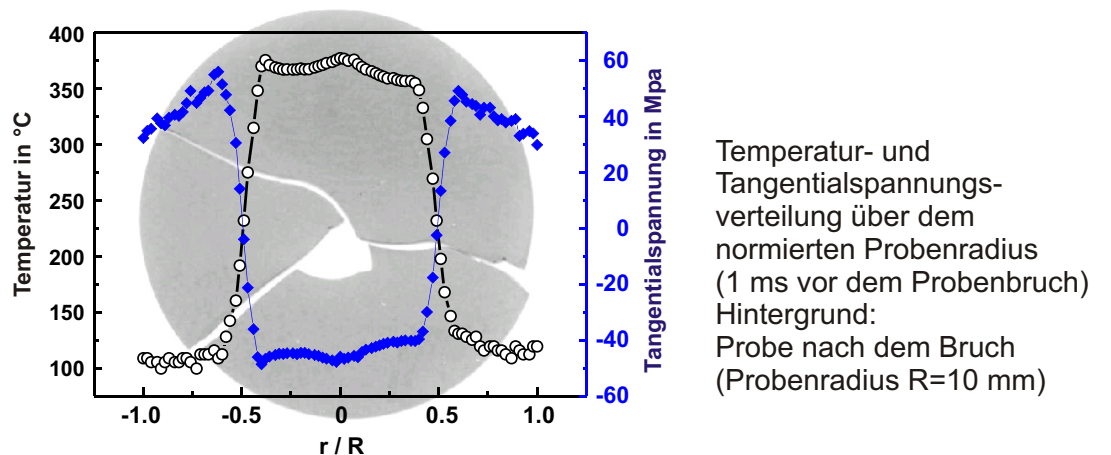 400
350
300
250
200
150
100
Temperatur in °C
-1.0
-0.5
0
0.5
1.0
r / R
60
40
20
0
-20
-40
-60
Tangentialspannung in Mpa
Temperatur- und
Tangentialspannungs-
verteilung über dem
normierten Probenradius
(1 ms vor dem Probenbruch)
Hintergrund:
Probe nach dem Bruch
(Probenradius R=10 mm)